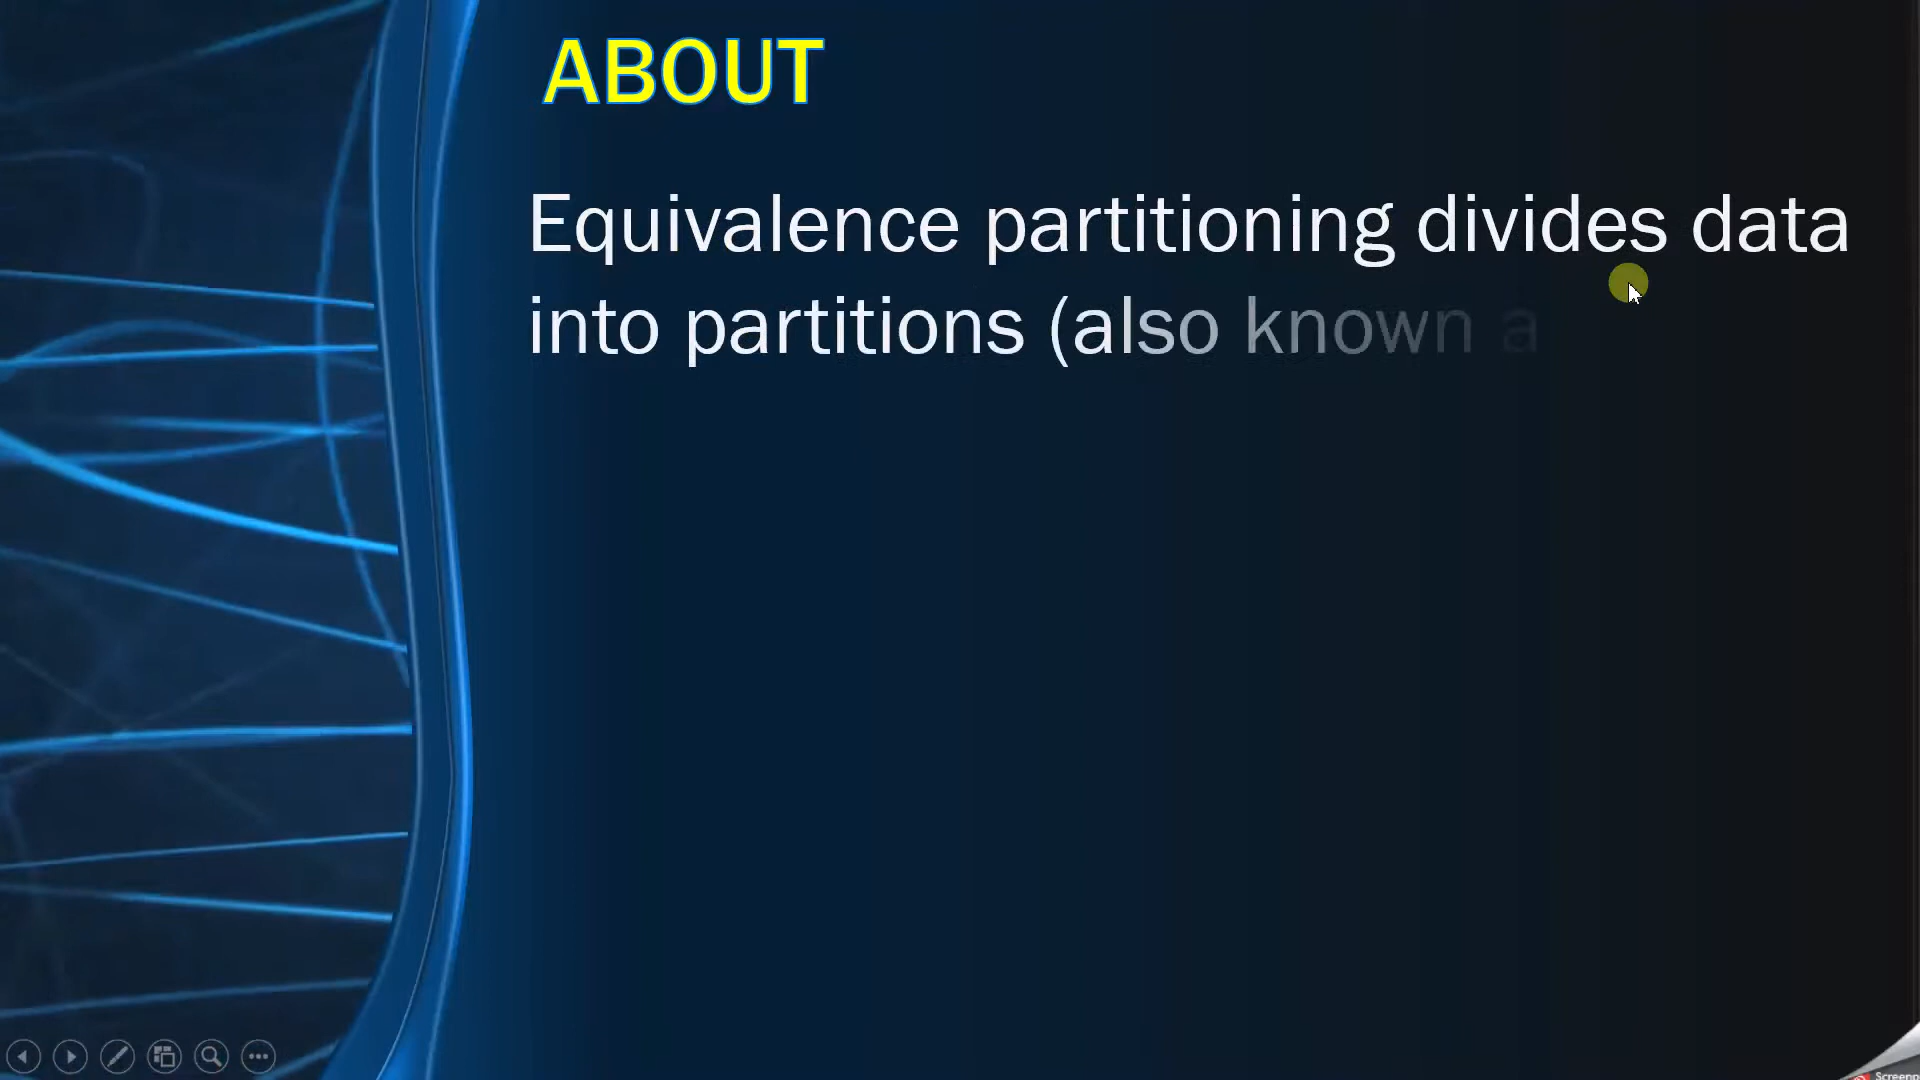 ABOUT
Equivalence partitioning divides data
into partitions (also known a